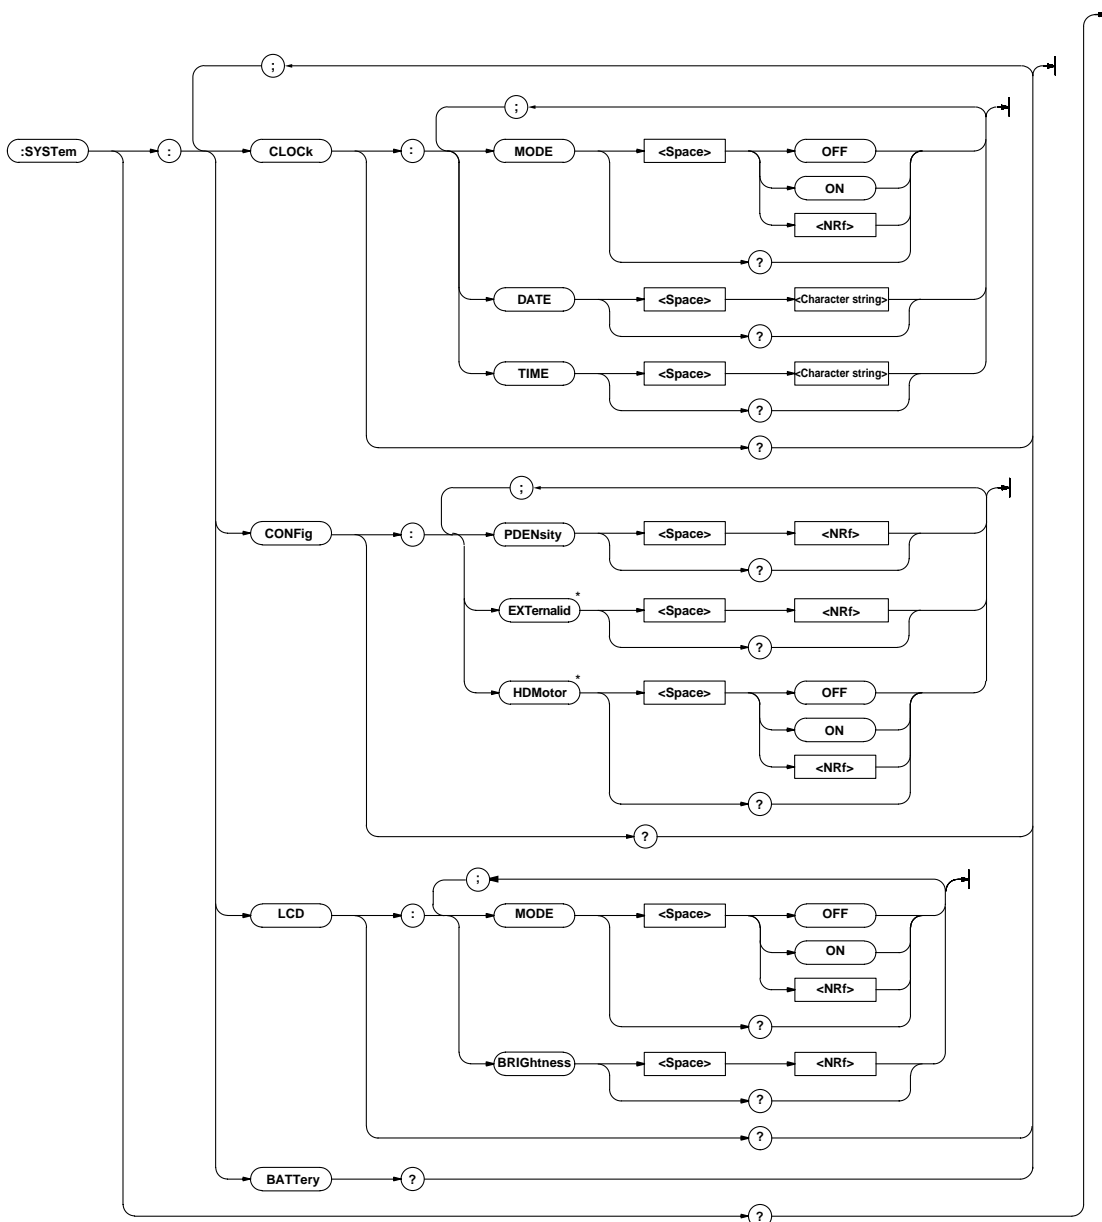 ;
;
:SYSTem : CLOCk : MODE <Space> OFF
ON
<NRf>
?
DATE <Space> <Character string>
?
TIME <Space> <Character string>
?
?
;
CONFig : PDENsity <Space> <NRf>
?
EXTernalid * <Space> <NRf>
?
HDMotor * <Space> OFF
ON
<NRf>
?
?
;
LCD : MODE <Space> OFF
ON
<NRf>
?
BRIGhtness <Space> <NRf>
?
?
BATTery ?
?